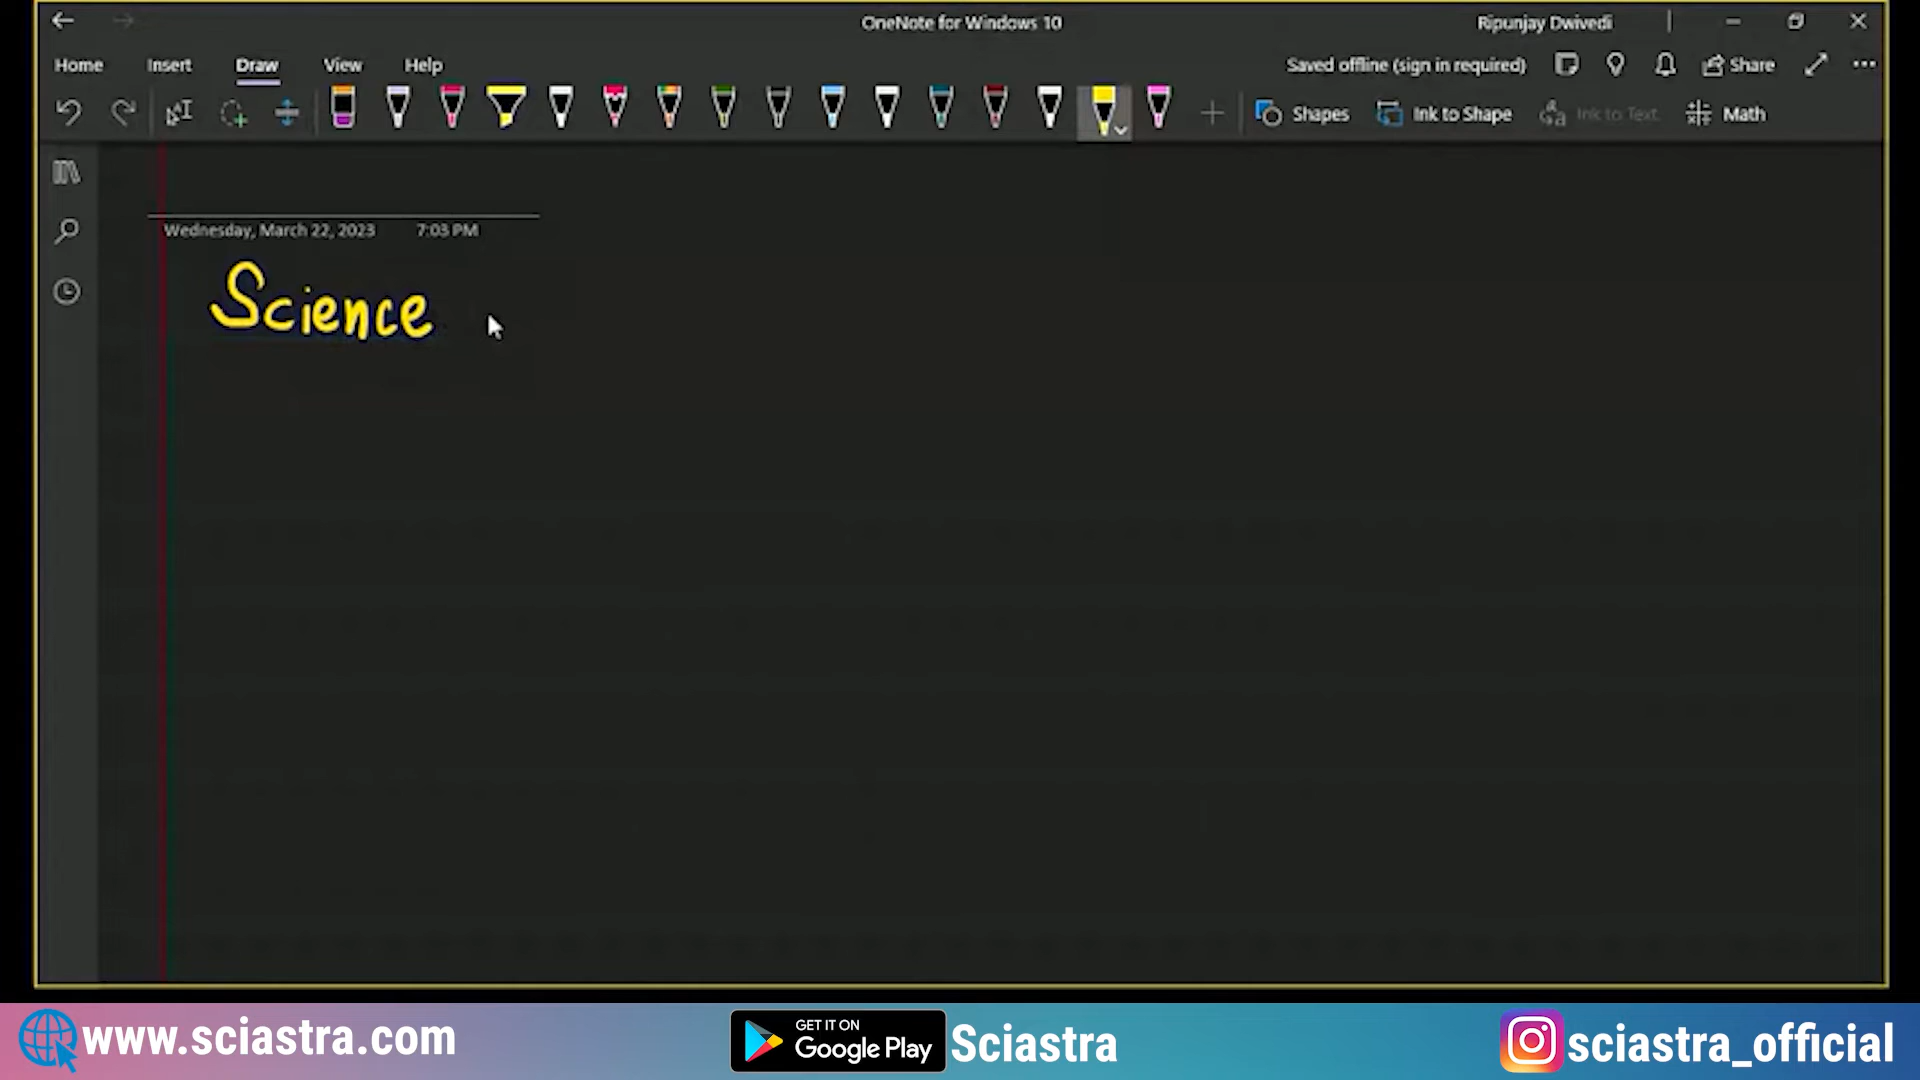 OneNote for Windows 10
Ripunjay Dwivedi
Home Insert Draw View Help
Saved offline (sign in required) Share
Shapes Ink to Shape Ink to Text Math
Wednesday, March 22, 2023 7:03 PM
Science
www.sciastra.com
GET IT ON
Google Play
Sciastra
sciastra_official